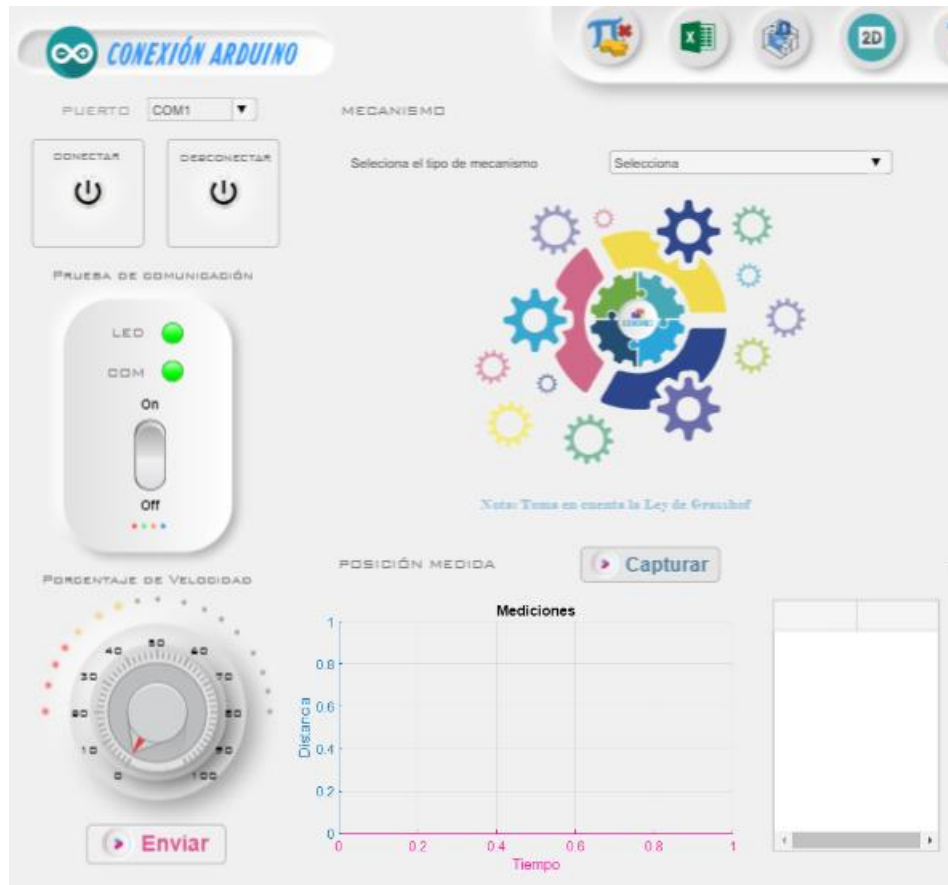 CONEXIÓN ARDUINO
2D
PUERTO COM1
MECANISMO
CONECTAR
DESCONECTAR
Seleciona el tipo de mecanismo
Selecciona
PRUEBA DE COMUNICACIÓN
LED
COM
On
Off
Nota: Toma en cuenta la Ley de Grasshof
POSICIÓN MEDIDA
Capturar
PORCENTAJE DE VELOCIDAD
0
10
20
30
40
50
60
70
80
90
100
Enviar
Mediciones
Distancia
1
0.8
0.6
0.4
0.2
0
0 0.2 0.4 0.6 0.8 1
Tiempo